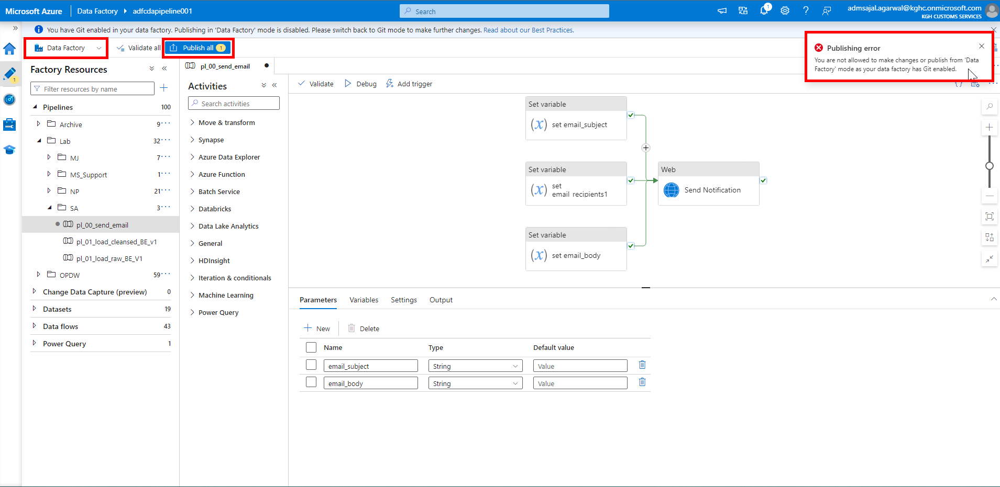 Microsoft Azure
Data Factory
adfcdapipeline001
Search
1
admsajal.agarwal@kghc.onmicrosoft.com
KGH CUSTOMS SERVICES
You have Git enabled in your data factory. Publishing in 'Data Factory' mode is disabled. Please switch back to Git mode to make further changes. Read about our Best Practices.
Data Factory
Validate all
Publish all 1
Publishing error
You are not allowed to make changes or publish from 'Data
Factory' mode as your data factory has Git enabled.
1
Factory Resources
Filter resources by name
Pipelines 100
Archive 9
Lab 32
MJ 7
MS_Support 1
NP 21
SA 3
pl_00_send_email
pl_01_load_cleansed_BE_v1
pl_01_load_raw_BE_V1
OPDW 59
Change Data Capture (preview) 0
Datasets 19
Data flows 43
Power Query 1
pl_00_send_email
Activities
Search activities
Move & transform
Synapse
Azure Data Explorer
Azure Function
Batch Service
Databricks
Data Lake Analytics
General
HDInsight
Iteration & conditionals
Machine Learning
Power Query
Validate
Debug
Add trigger
Set variable
(x) set email_subject
Set variable
(x) set
email_recipients1
Set variable
(x) set email_body
Web
Send Notification
Parameters
Variables
Settings
Output
New
Delete
Name Type Default value
email_subject String Value
email_body String Value